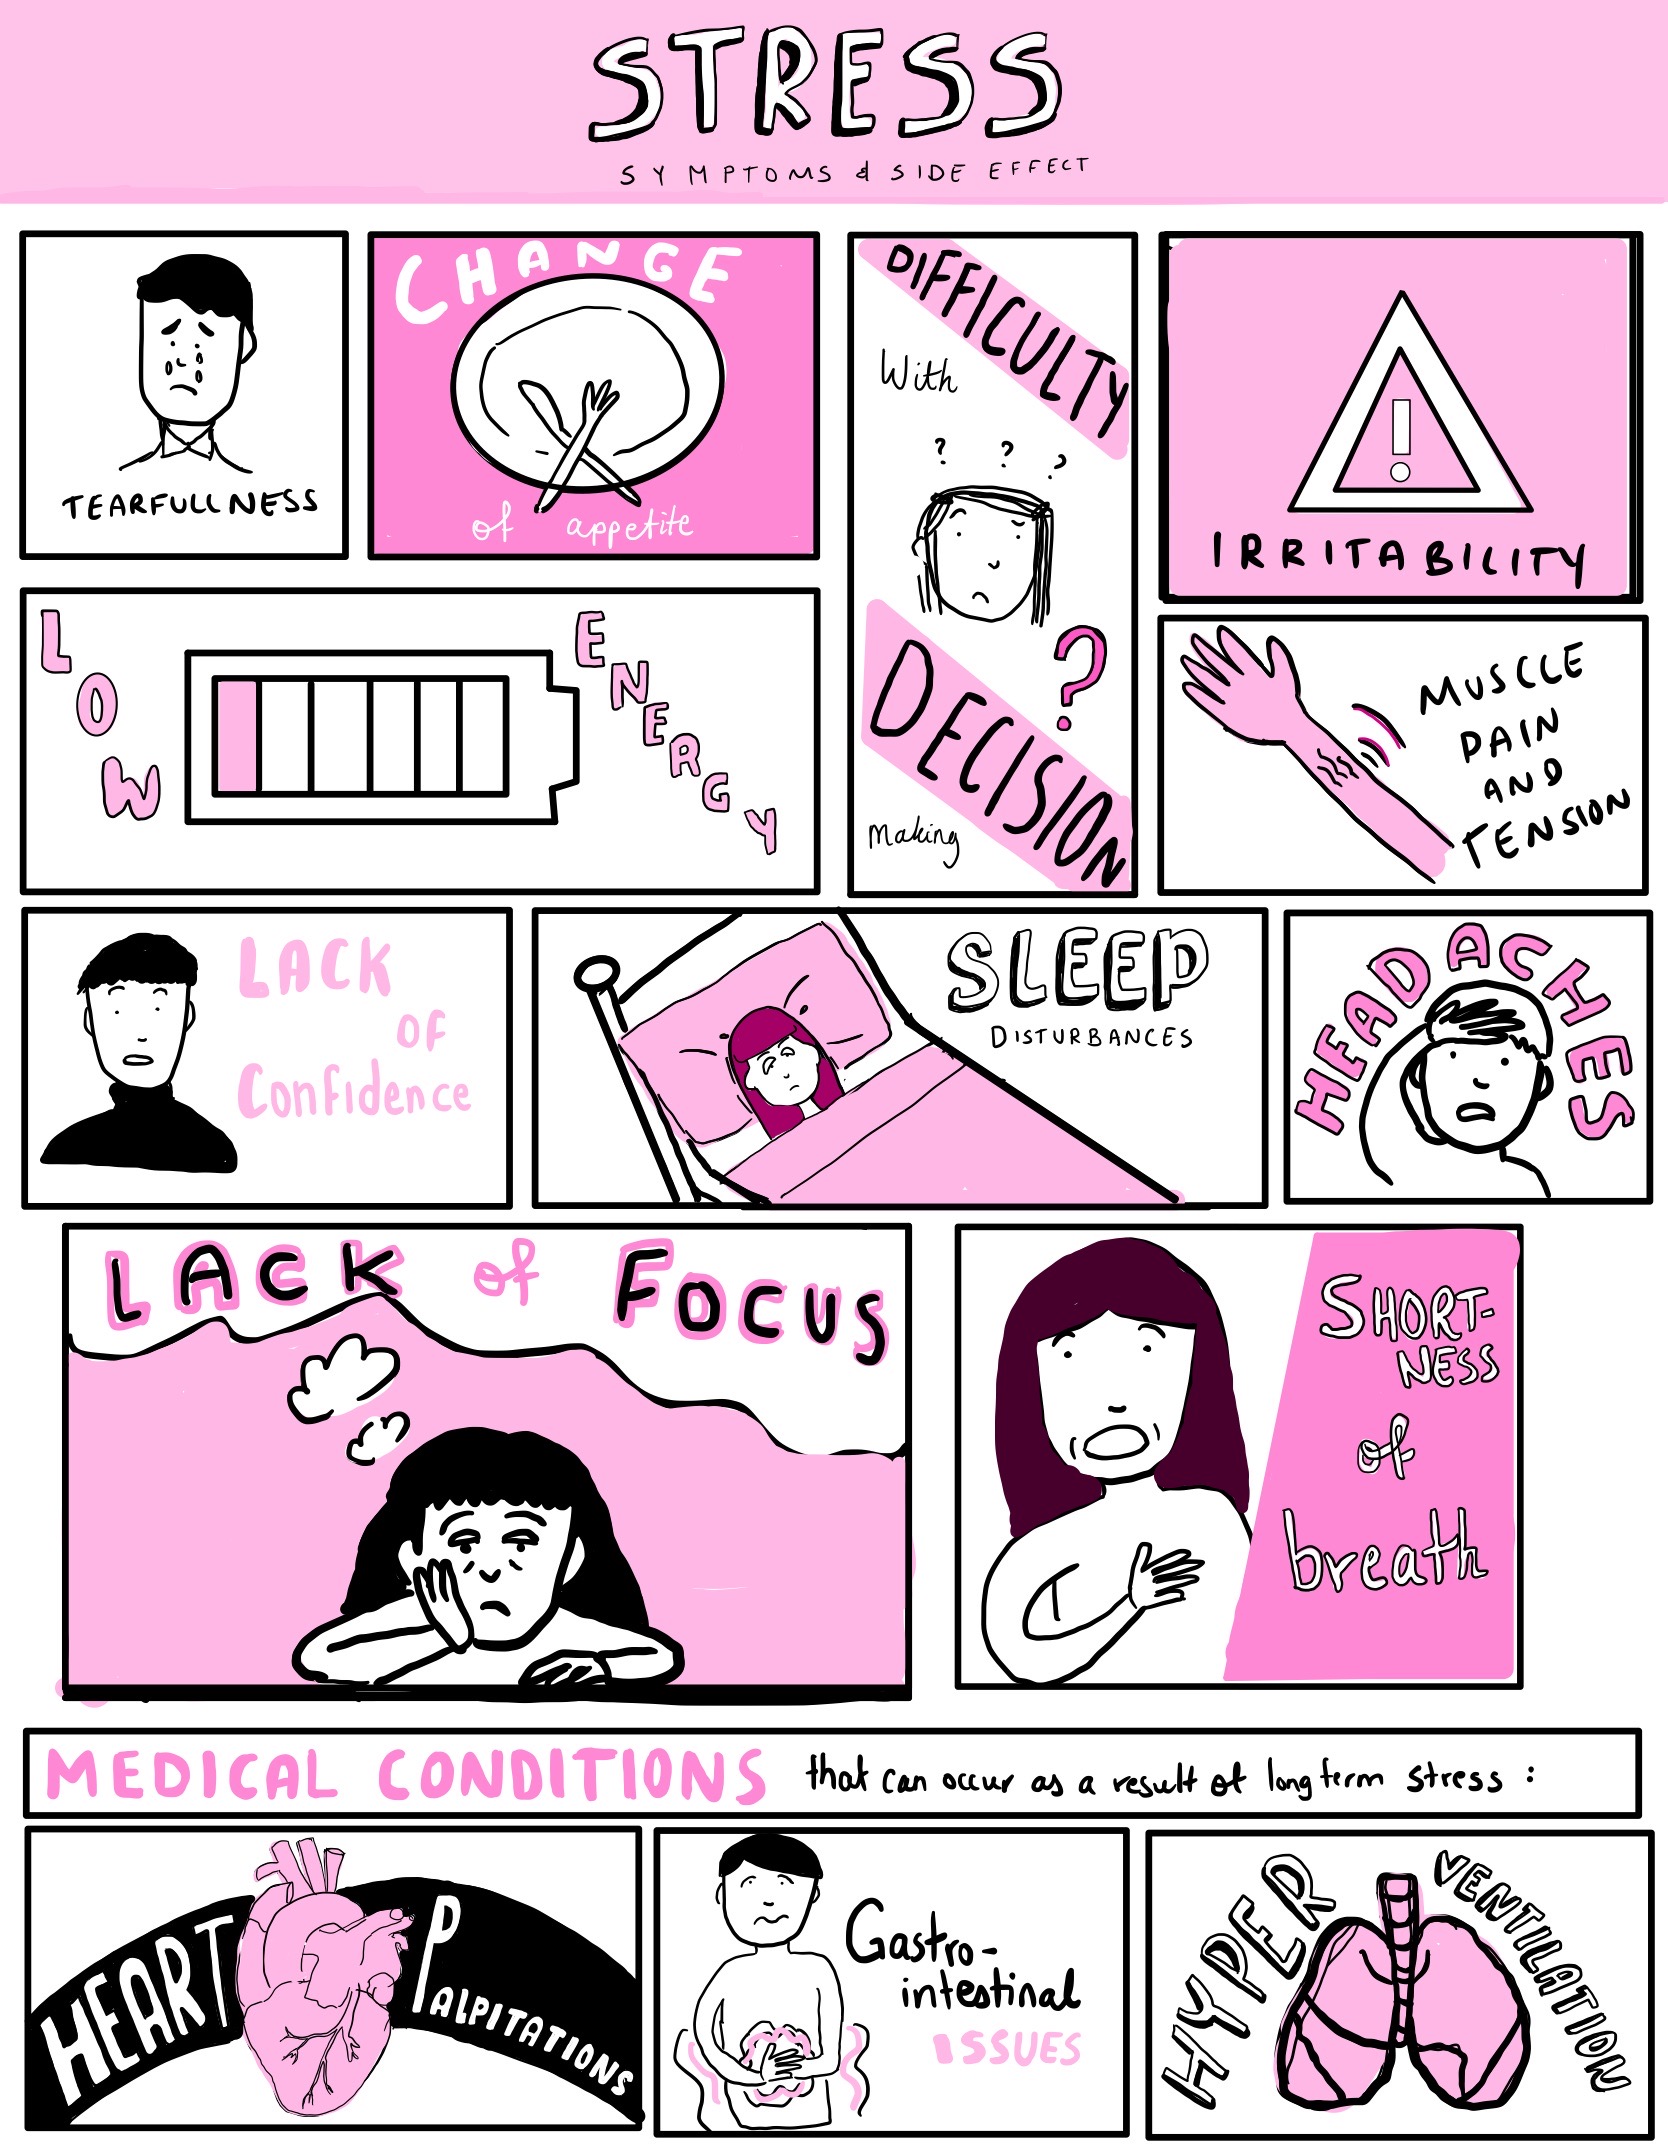 STRESS
SYMPTOMS & SIDE EFFECT
TEARFULLNESS
CHANGE
of appetite
DIFFICULTY
With
? ? ?
?
DECISION
Making
!
IRRITABILITY
LOW
ENERGY
MUSCLE
PAIN
AND
TENSION
LACK
OF
Confidence
SLEEP
DISTURBANCES
HEADACHES
LACK of FOCUS
SHORT-
NESS
of
breath
MEDICAL CONDITIONS that can occur as a result of long term stress :
HEART PALPITATIONS
Gastro-
intestinal
ISSUES
HYPER VENTILATION